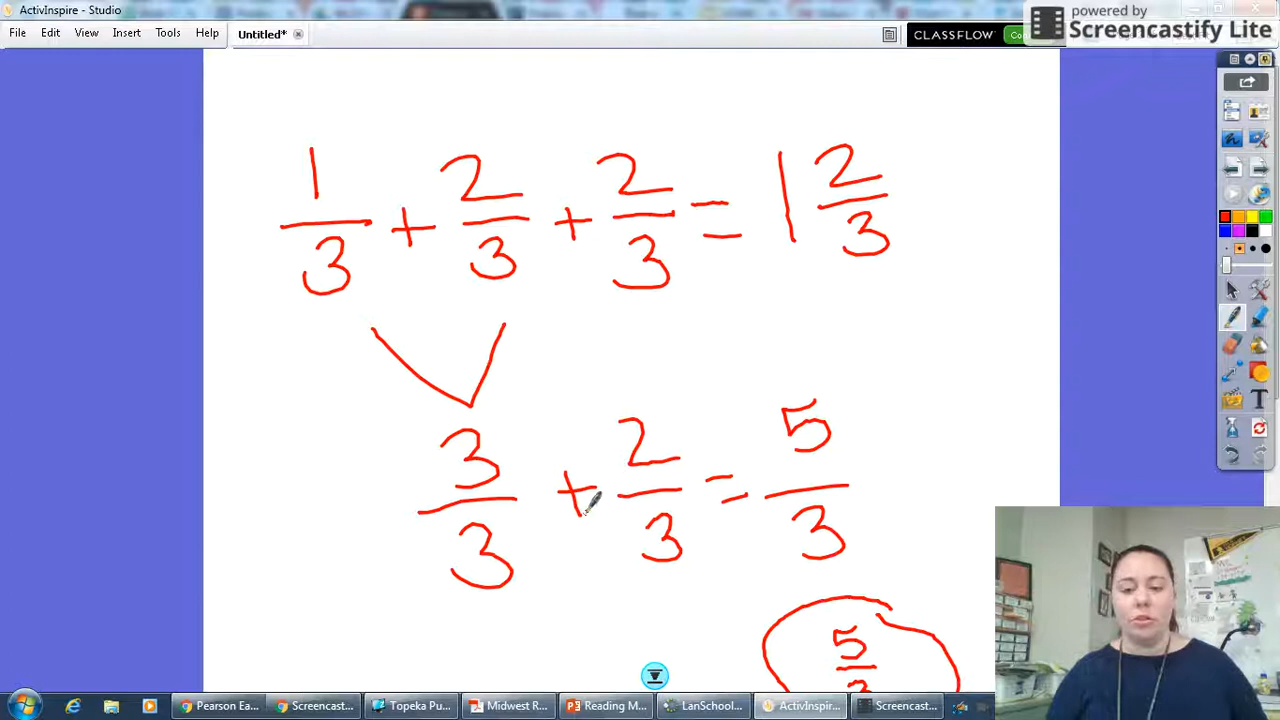 ActivInspire - Studio
powered by
Screencastify Lite
File Edit View Insert Tools Help
Untitled*
CLASSFLOW
1/3 + 2/3 + 2/3 = 1 2/3
3/3 + 2/3 = 5/3
5
Pearson Ea... Screencast... Topeka Pu... Midwest R... Reading M... LanSchool... ActivInspir... Screencast...